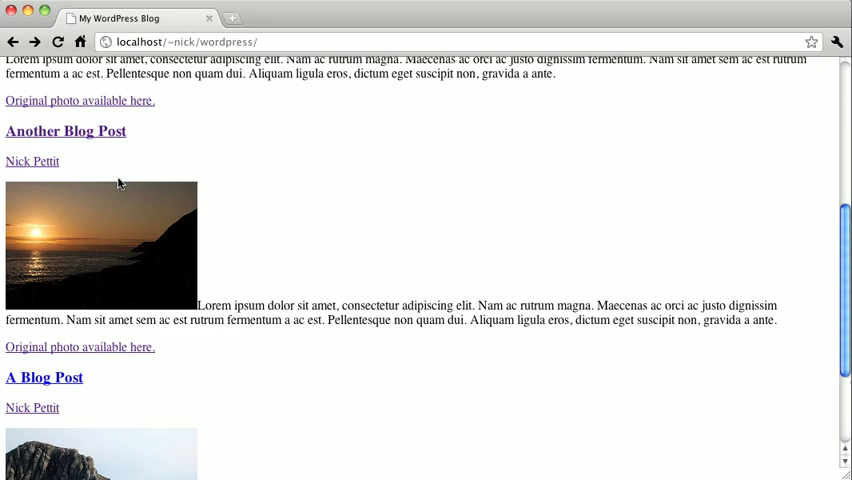 My WordPress Blog
localhost/~nick/wordpress/
Lorem ipsum dolor sit amet, consectetur adipiscing elit. Nam ac rutrum magna. Maecenas ac orci ac justo dignissim fermentum. Nam sit amet sem ac est rutrum
fermentum a ac est. Pellentesque non quam dui. Aliquam ligula eros, dictum eget suscipit non, gravida a ante.
Original photo available here.
Another Blog Post
Nick Pettit
Lorem ipsum dolor sit amet, consectetur adipiscing elit. Nam ac rutrum magna. Maecenas ac orci ac justo dignissim
fermentum. Nam sit amet sem ac est rutrum fermentum a ac est. Pellentesque non quam dui. Aliquam ligula eros, dictum eget suscipit non, gravida a ante.
Original photo available here.
A Blog Post
Nick Pettit